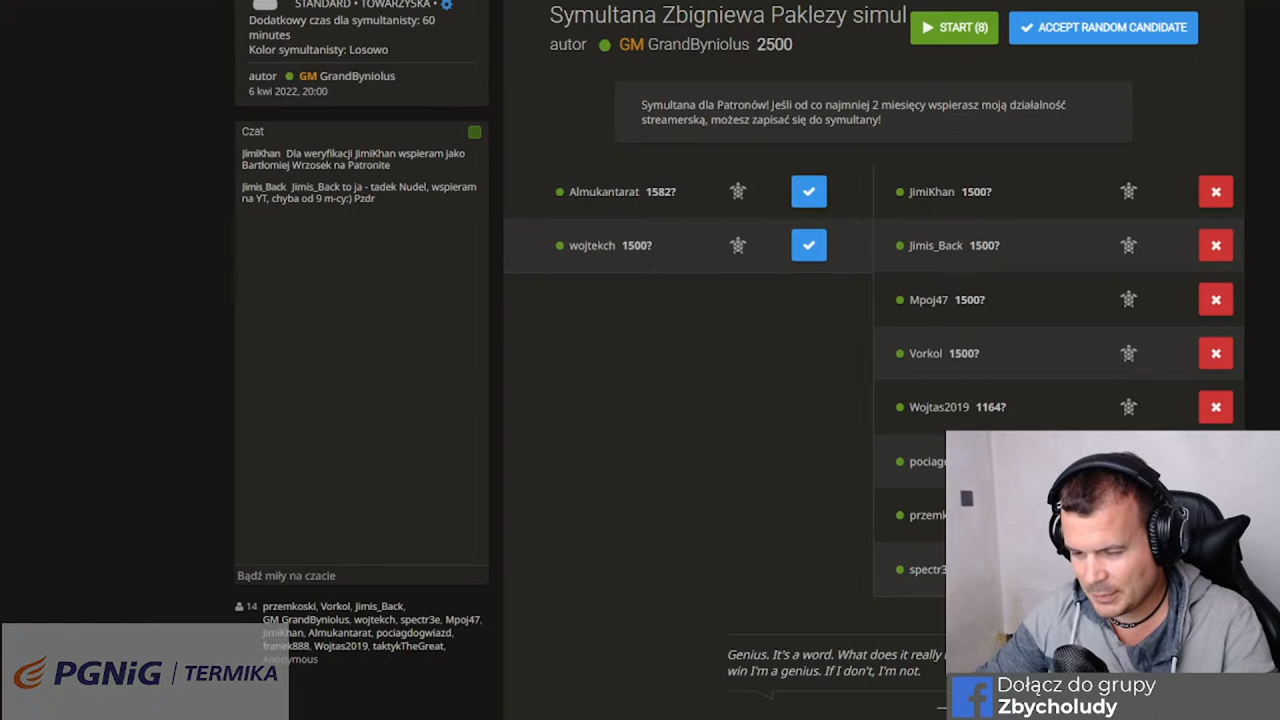 STANDARD • TOWARZYSKA •
Dodatkowy czas dla symultanisty: 60
minutes
Kolor symultanisty: Losowo
autor GM GrandByniolus
6 kwi 2022, 20:00
Czat
JimiKhan Dla weryfikacji JimiKhan wspieram jako
Bartłomiej Wrzosek na Patronite
Jimis_Back Jimis_Back to ja - tadek Nudel, wspieram
na YT, chyba od 9 m-cy:) Pzdr
Bądź miły na czacie
14 przemkoski, Vorkol, Jimis_Back,
GM GrandByniolus, wojtekch, spectr3e, Mpoj47,
JimiKhan, Almukantarat, pociagdogwiazd,
franek888, Wojtas2019, taktykTheGreat,
Anonymous
PGNiG | TERMIKA
Symultana Zbigniewa Paklezy simul
autor GM GrandByniolus 2500
START (8)
ACCEPT RANDOM CANDIDATE
Symultana dla Patronów! Jeśli od co najmniej 2 miesięcy wspierasz moją działalność
streamerską, możesz zapisać się do symultany!
Almukantarat 1582?
wojtekch 1500?
JimiKhan 1500?
Jimis_Back 1500?
Mpoj47 1500?
Vorkol 1500?
Wojtas2019 1164?
pociagd
przemk
spectr3
Genius. It's a word. What does it really
win I'm a genius. If I don't, I'm not.
Dołącz do grupy
Zbycholudy